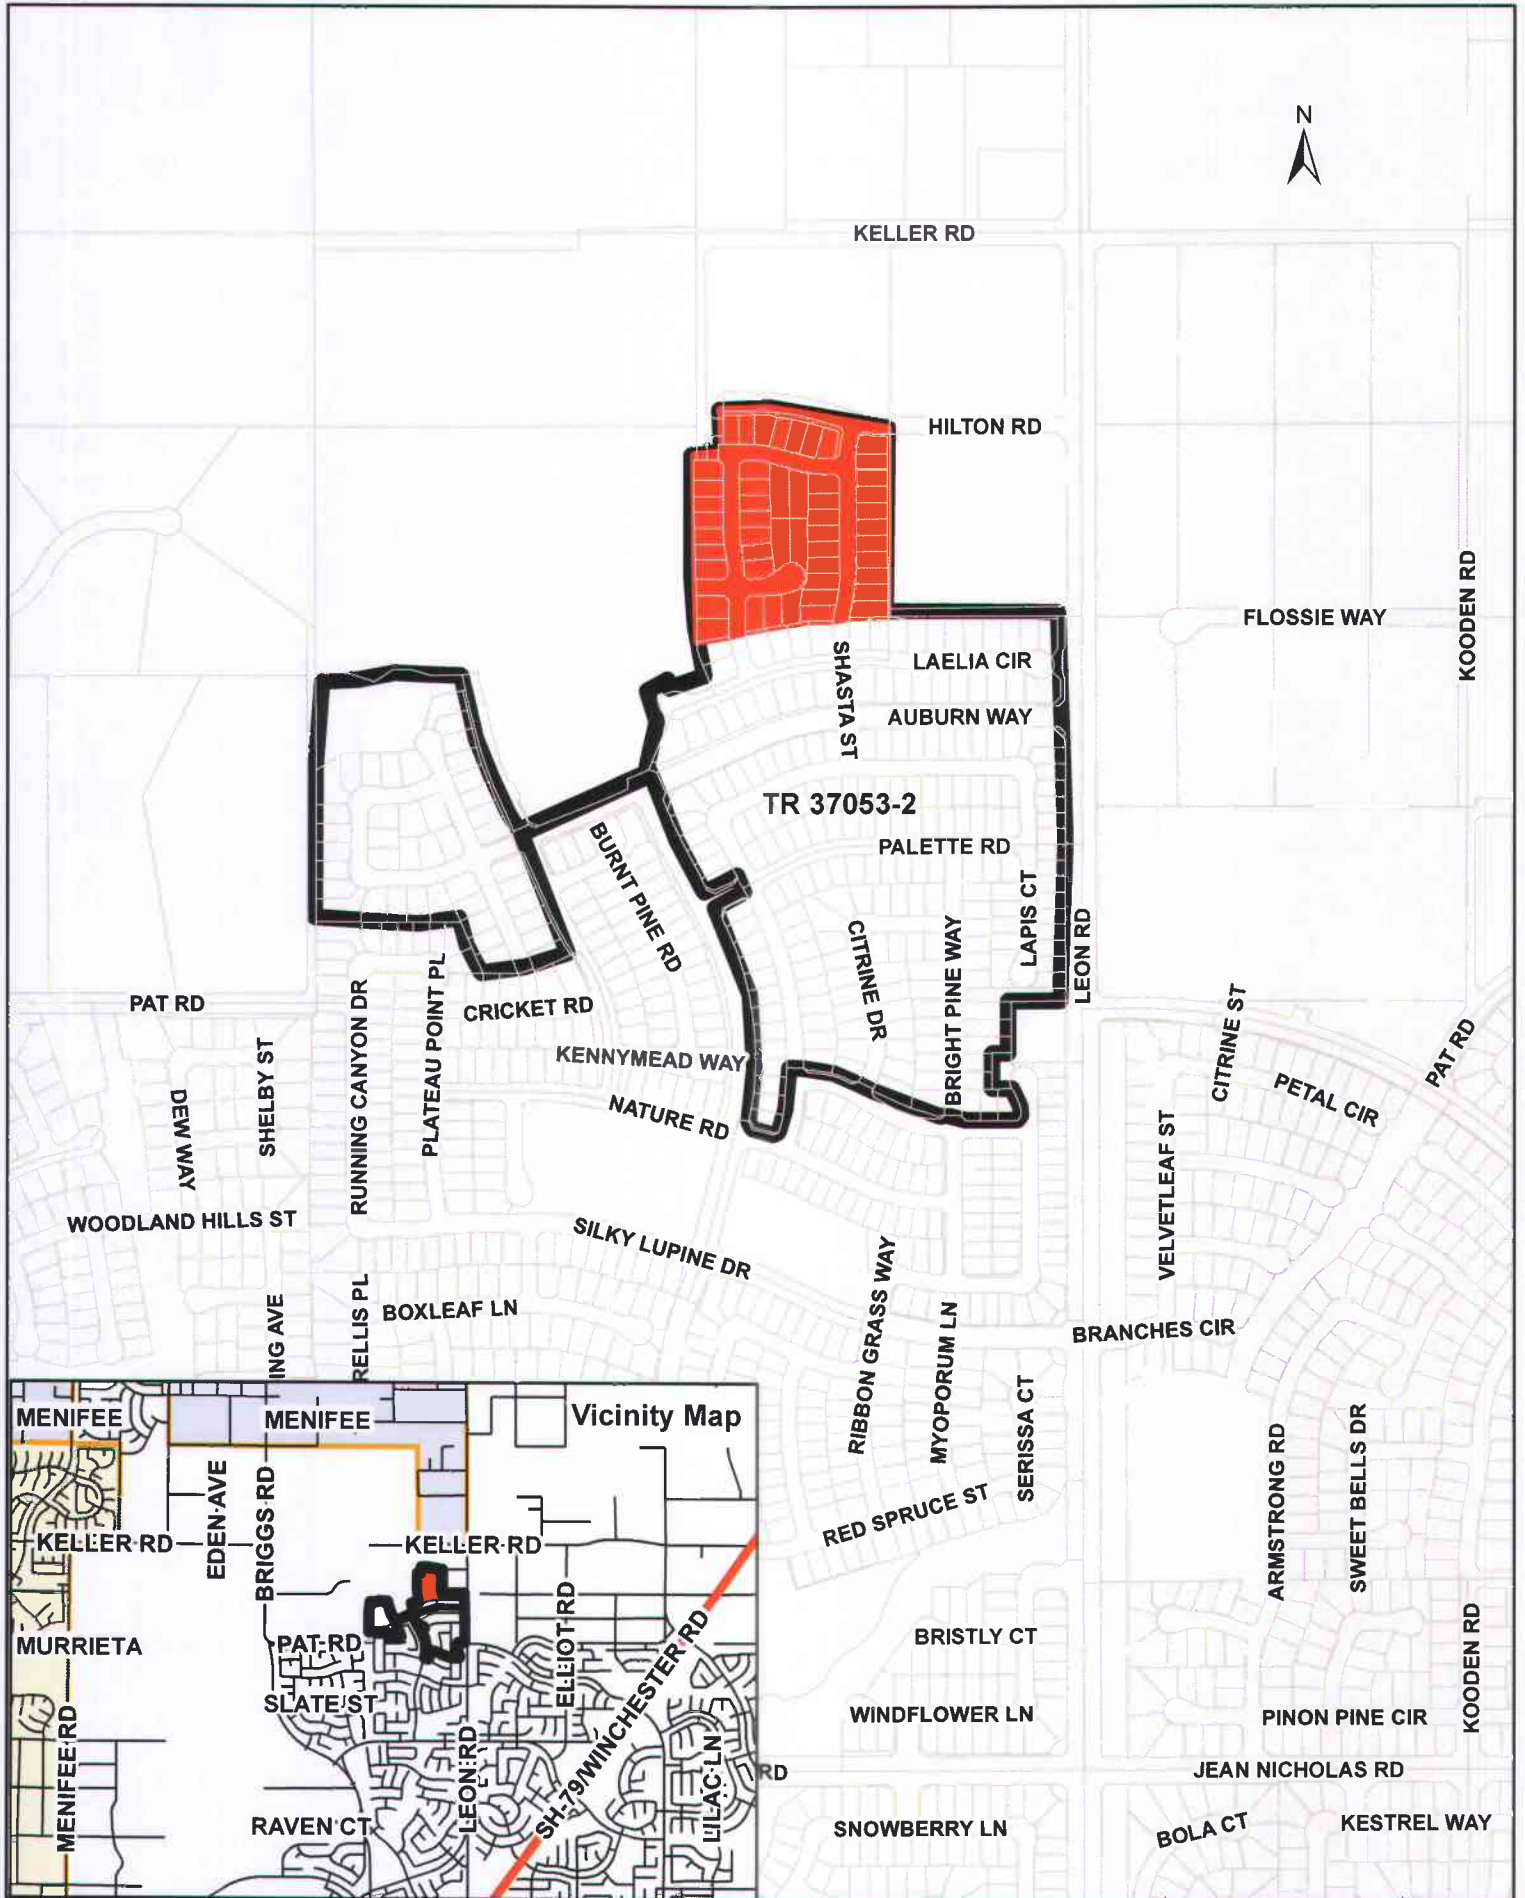 N
KELLER RD
HILTON RD
KOODEN RD
FLOSSIE WAY
SHASTA ST
LAELIA CIR
AUBURN WAY
TR 37053-2
PALETTE RD
BURNT PINE RD
LAPIS CT
LEON RD
CITRINE DR
BRIGHT PINE WAY
PAT RD
RUNNING CANYON DR
PLATEAU POINT PL
CRICKET RD
KENNYMEAD WAY
NATURE RD
SHELBY ST
DEW WAY
CITRINE ST
PETAL CIR
PAT RD
VELVETLEAF ST
WOODLAND HILLS ST
SILKY LUPINE DR
ING AVE
RELLIS PL
BOXLEAF LN
RIBBON GRASS WAY
MYOPORUM LN
SERISSA CT
BRANCHES CIR
RED SPRUCE ST
ARMSTRONG RD
SWEET BELLS DR
KOODEN RD
BRISTLY CT
WINDFLOWER LN
PINON PINE CIR
RD
JEAN NICHOLAS RD
SNOWBERRY LN
BOLA CT
KESTREL WAY
Vicinity Map
MENIFEE
MENIFEE
EDEN AVE
BRIGGS RD
KELLER RD
KELLER RD
MURRIETA
PAT RD
SLATE ST
ELLIOT RD
SH-79/WINCHESTER RD
MENIFEE RD
LEON RD
LILAC LN
RAVEN CT